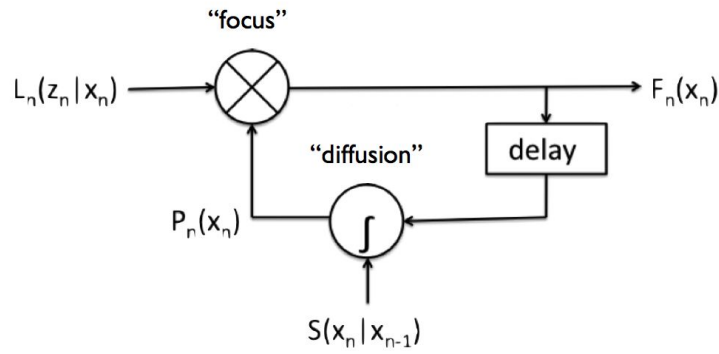 "focus"
Lₙ(zₙ|xₙ)
Fₙ(xₙ)
"diffusion"
delay
Pₙ(xₙ)
∫
S(xₙ|xₙ₋₁)